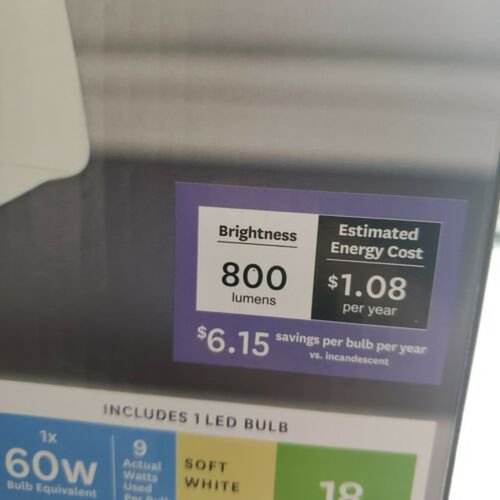 Brightness
800
lumens
Estimated
Energy Cost
$1.08
per year
$6.15 savings per bulb per year
vs. incandescent
INCLUDES 1 LED BULB
1x
60W
Bulb Equivalent
9
Actual
Watts
Used
SOFT
WHITE
18